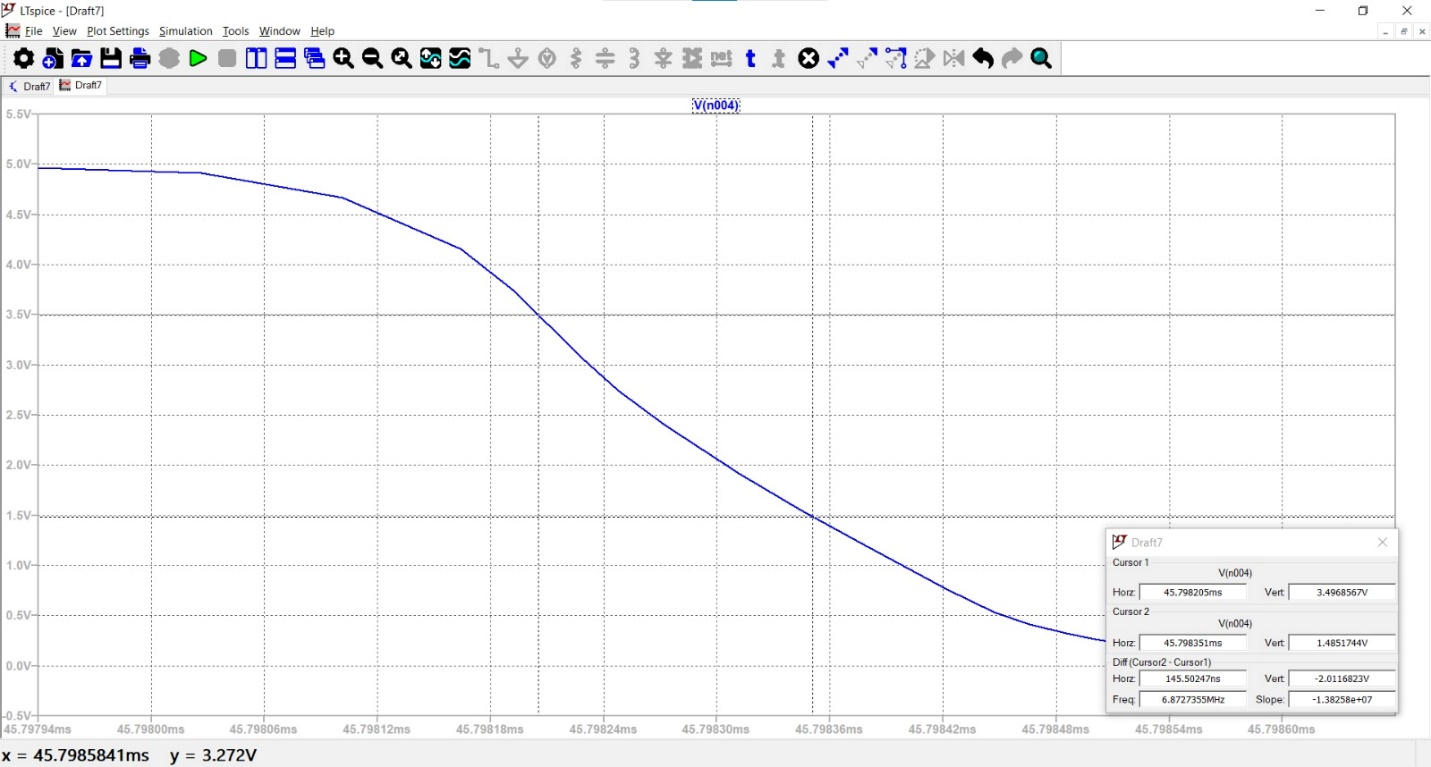 LTspice - [Draft7]
File View Plot Settings Simulation Tools Window Help
net t t
Draft7 Draft7
V(n004)
5.5V
5.0V
4.5V
4.0V
3.5V
3.0V
2.5V
2.0V
1.5V
1.0V
0.5V
0.0V
-0.5V
45.79794ms 45.79800ms 45.79806ms 45.79812ms 45.79818ms 45.79824ms 45.79830ms 45.79836ms 45.79842ms 45.79848ms 45.79854ms 45.79860ms
Draft7
Cursor 1
V(n004)
Horz: 45.798205ms Vert: 3.4968567V
Cursor 2
V(n004)
Horz: 45.798351ms Vert: 1.4851744V
Diff (Cursor2 - Cursor1)
Horz: 145.50247ns Vert: -2.0116823V
Freq: 6.8727355MHz Slope: -1.38258e+07
x = 45.7985841ms y = 3.272V